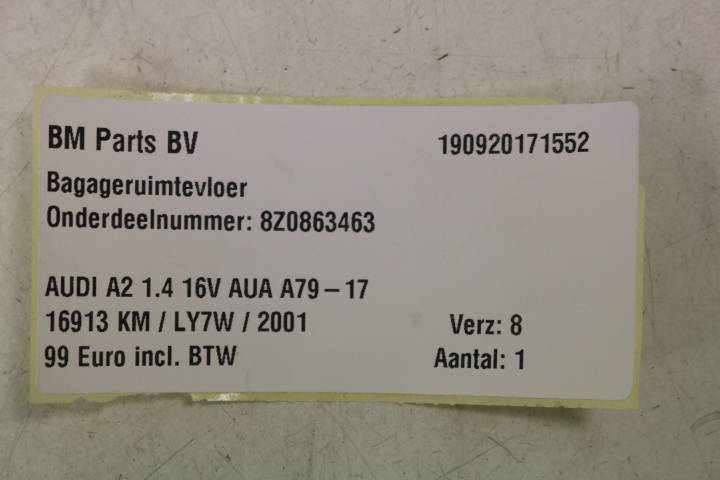 BM Parts BV 190920171552
Bagageruimtevloer
Onderdeelnummer: 8Z0863463
AUDI A2 1.4 16V AUA A79-17
16913 KM / LY7W / 2001 Verz: 8
99 Euro incl. BTW Aantal: 1